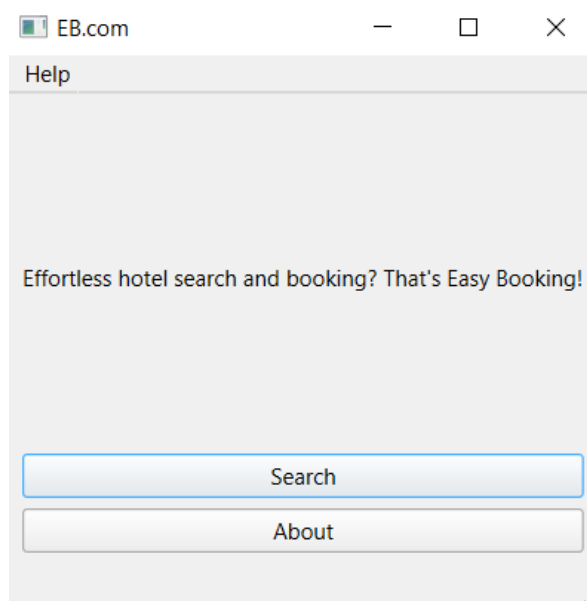 EB.com
Help
Effortless hotel search and booking? That's Easy Booking!
Search
About